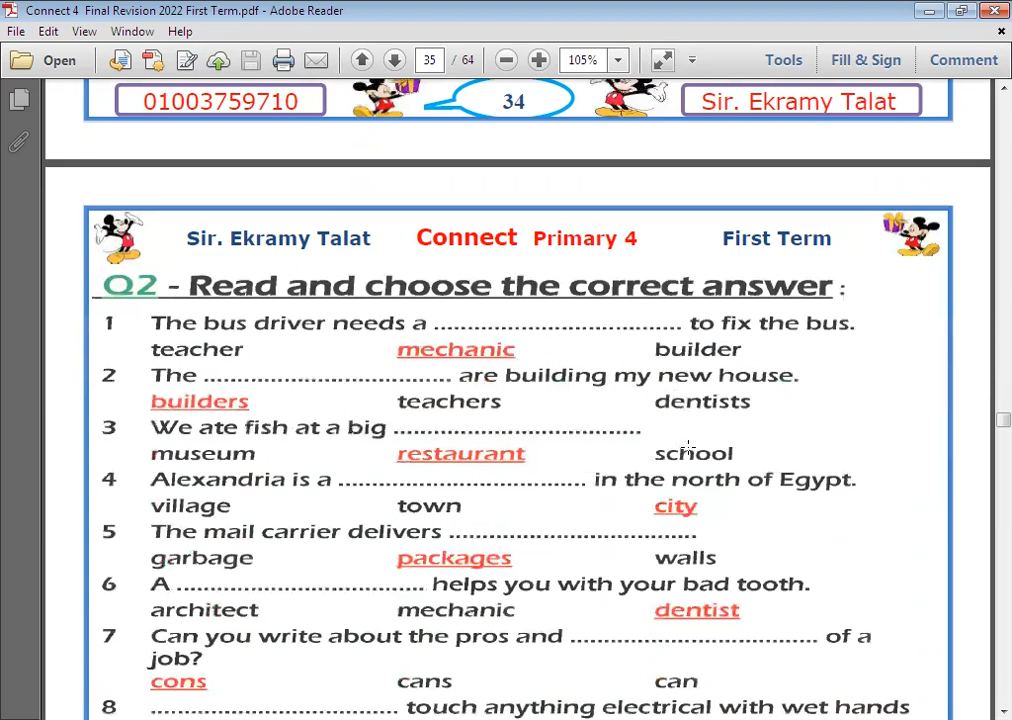 Connect 4 Final Revision 2022 First Term.pdf - Adobe Reader
File Edit View Window Help
Open 35 / 64 105% Tools Fill & Sign Comment
01003759710 34 Sir. Ekramy Talat
Sir. Ekramy Talat Connect Primary 4 First Term
Q2 - Read and choose the correct answer :
1 The bus driver needs a .................................... to fix the bus.
teacher mechanic builder
2 The .................................... are building my new house.
builders teachers dentists
3 We ate fish at a big ....................................
museum restaurant school
4 Alexandria is a .................................... in the north of Egypt.
village town city
5 The mail carrier delivers ....................................
garbage packages walls
6 A .................................... helps you with your bad tooth.
architect mechanic dentist
7 Can you write about the pros and .................................... of a
job?
cons cans can
8 .................................... touch anything electrical with wet hands